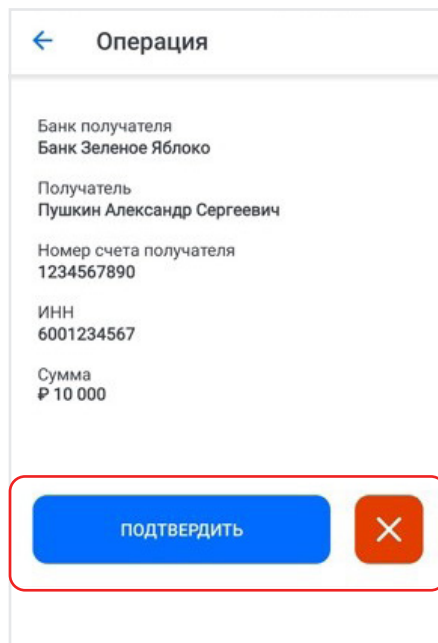 Операция
Банк получателя
Банк Зеленое Яблоко
Получатель
Пушкин Александр Сергеевич
Номер счета получателя
1234567890
ИНН
6001234567
Сумма
₽ 10 000
ПОДТВЕРДИТЬ